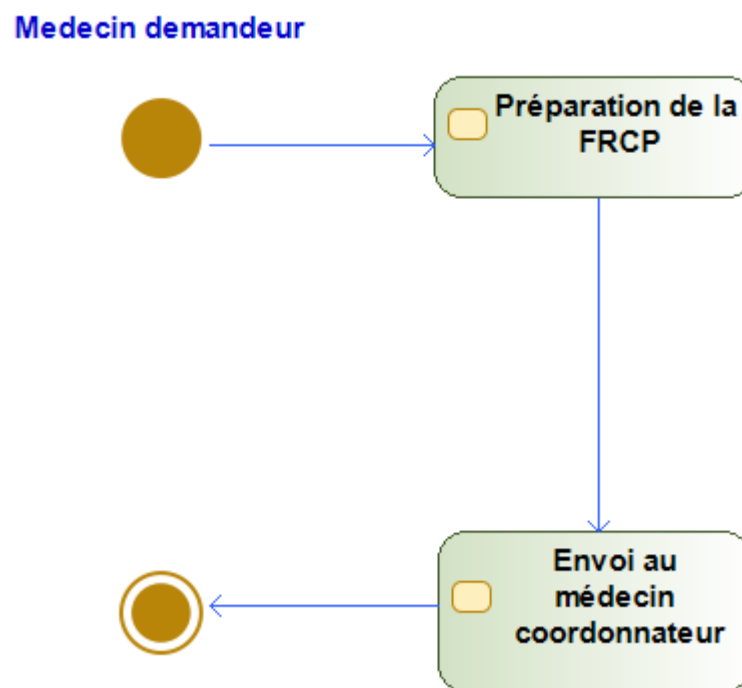 Medecin demandeur
Préparation de la
FRCP
Envoi au
médecin
coordonnateur